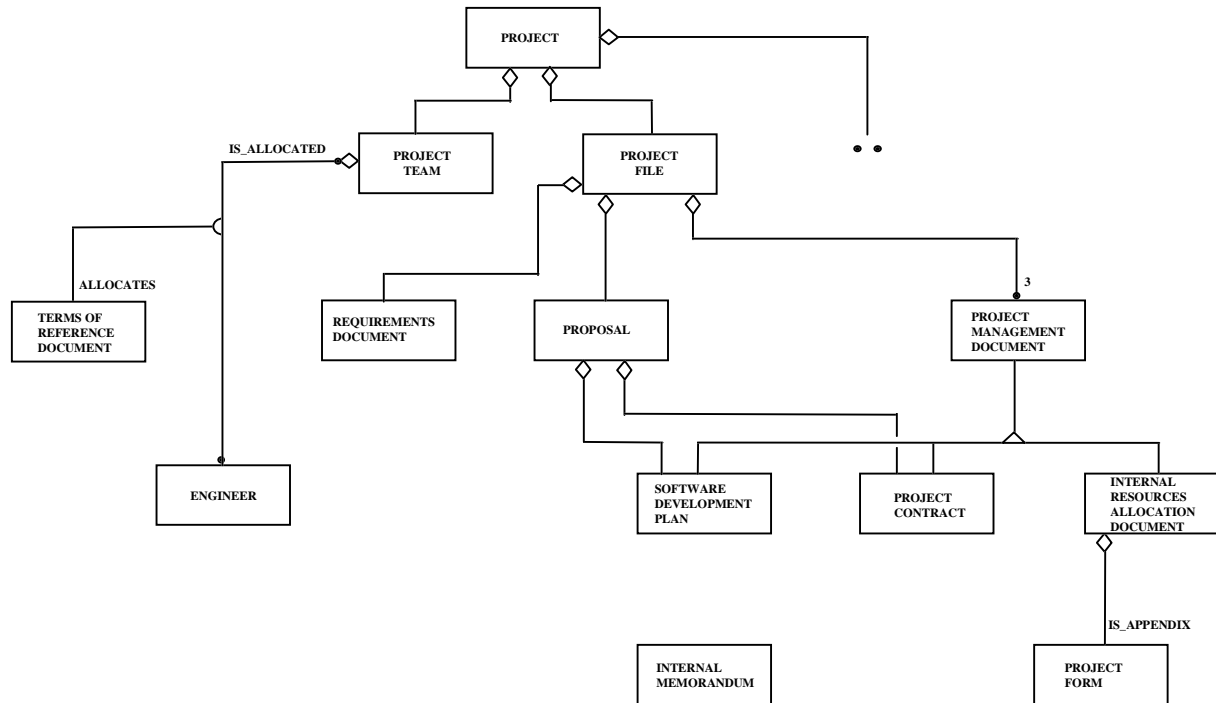 PROJECT
IS_ALLOCATED
PROJECT
TEAM
PROJECT
FILE
ALLOCATES
3
TERMS OF
REFERENCE
DOCUMENT
REQUIREMENTS
DOCUMENT
PROPOSAL
PROJECT
MANAGEMENT
DOCUMENT
ENGINEER
SOFTWARE
DEVELOPMENT
PLAN
PROJECT
CONTRACT
INTERNAL
RESOURCES
ALLOCATION
DOCUMENT
IS_APPENDIX
INTERNAL
MEMORANDUM
PROJECT
FORM